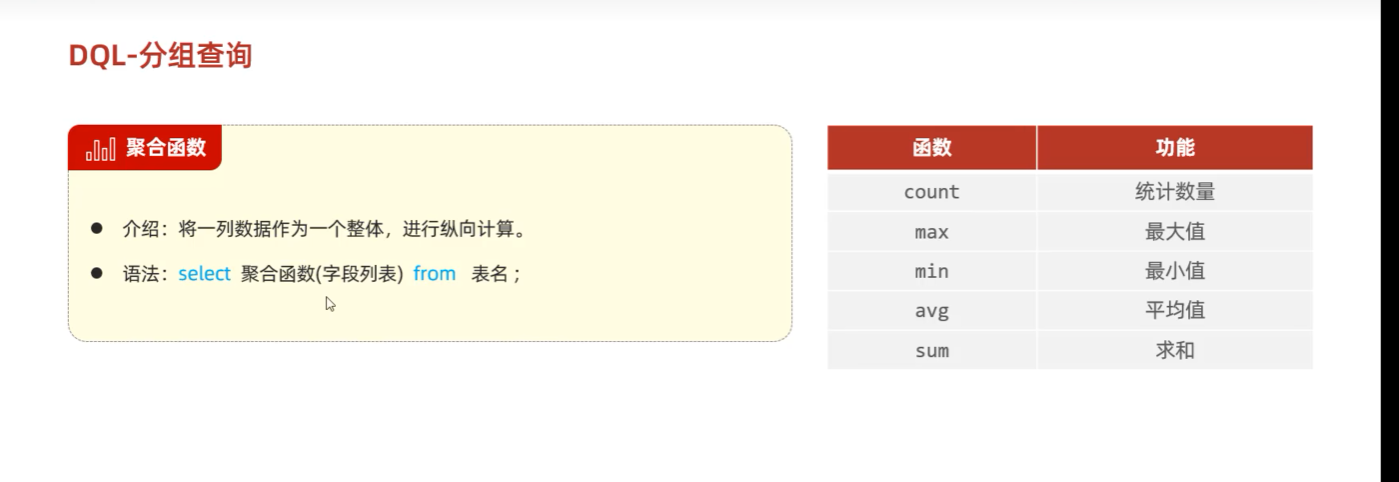 DQL-分组查询
聚合函数
● 介绍：将一列数据作为一个整体，进行纵向计算。
● 语法：select 聚合函数(字段列表) from 表名 ;
函数 功能
count 统计数量
max 最大值
min 最小值
avg 平均值
sum 求和